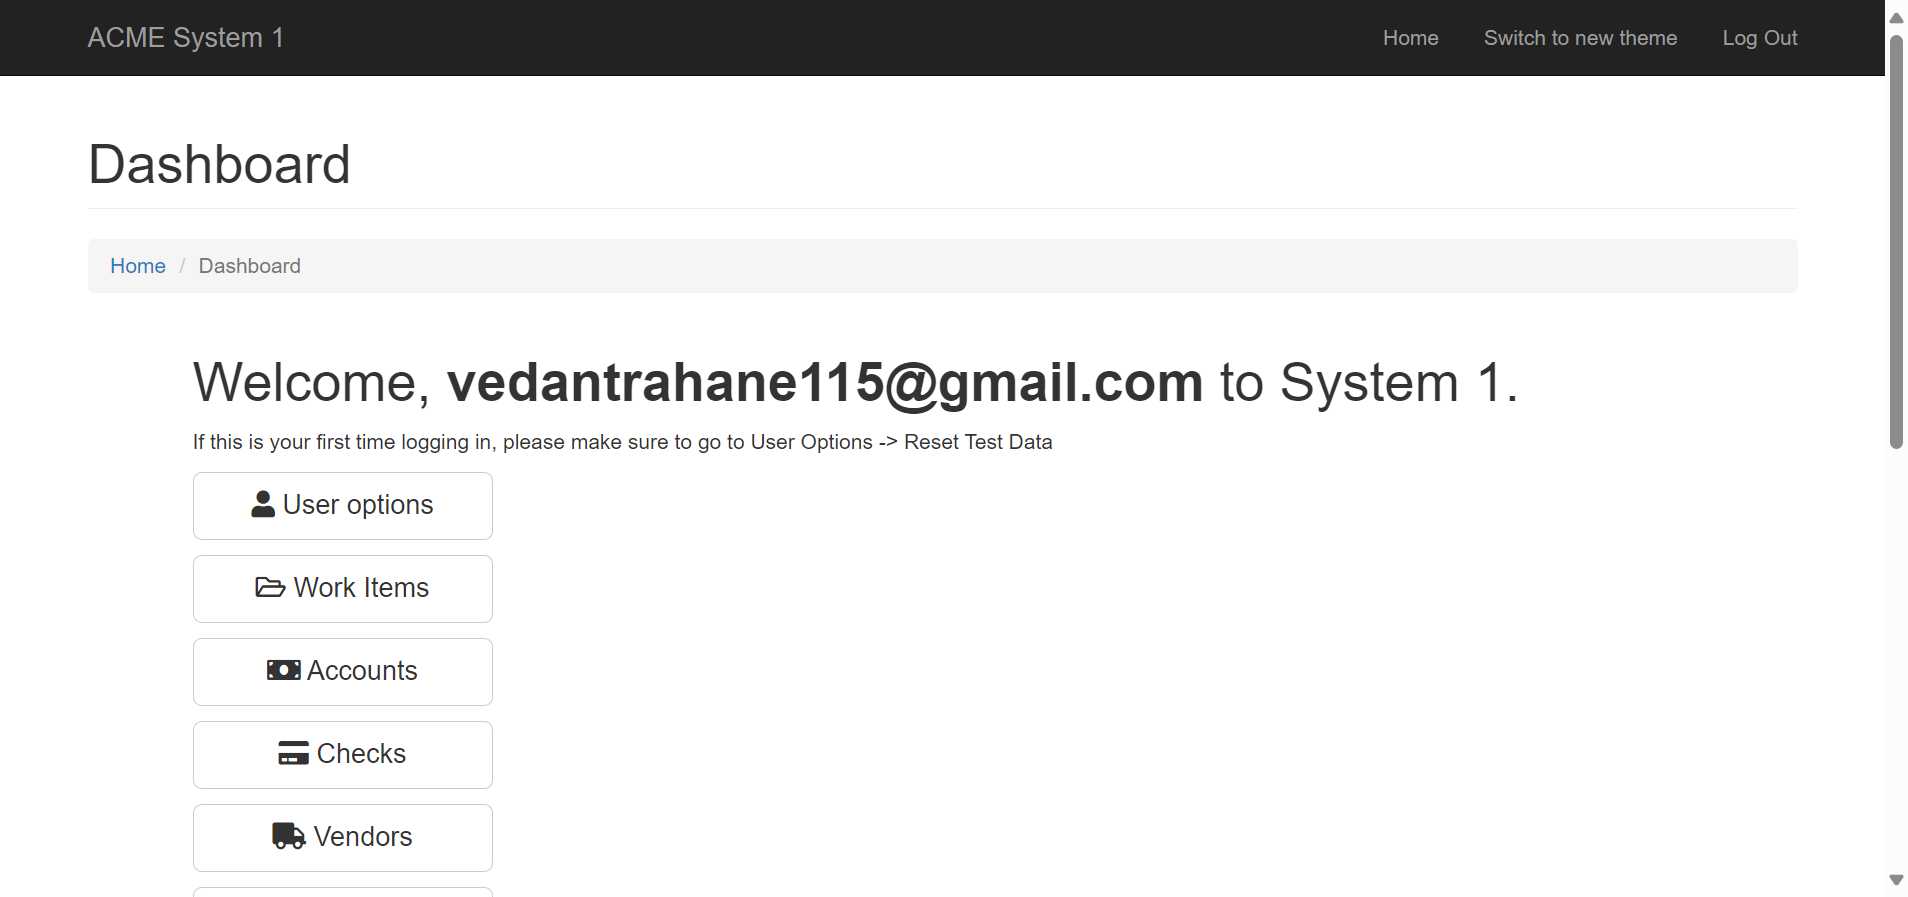 ACME System 1
Home
Switch to new theme
Log Out
Dashboard
Home / Dashboard
Welcome, vedantrahane115@gmail.com to System 1.
If this is your first time logging in, please make sure to go to User Options -> Reset Test Data
User options
Work Items
Accounts
Checks
Vendors